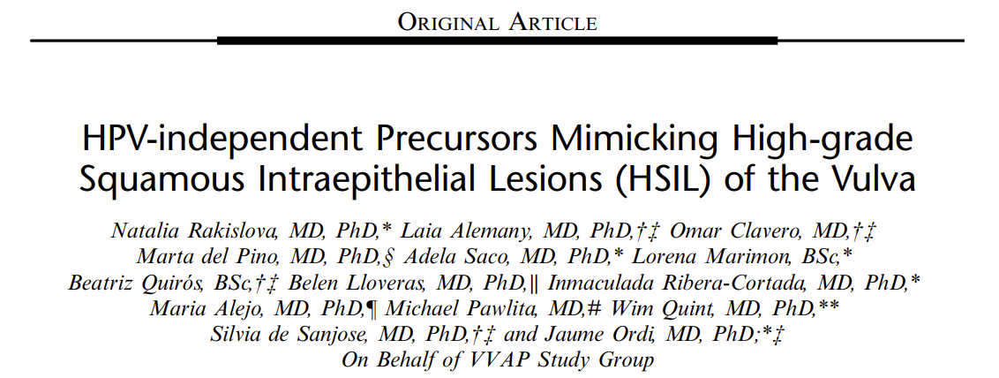 ORIGINAL ARTICLE
HPV-independent Precursors Mimicking High-grade
Squamous Intraepithelial Lesions (HSIL) of the Vulva
Natalia Rakislova, MD, PhD,* Laia Alemany, MD, PhD,†‡ Omar Clavero, MD,†‡
Marta del Pino, MD, PhD,§ Adela Saco, MD, PhD,* Lorena Marimon, BSc,*
Beatriz Quirós, BSc,†‡ Belen Lloveras, MD, PhD,∥ Inmaculada Ribera-Cortada, MD, PhD,*
Maria Alejo, MD, PhD,¶ Michael Pawlita, MD,# Wim Quint, MD, PhD,**
Silvia de Sanjose, MD, PhD,†‡ and Jaume Ordi, MD, PhD;*‡
On Behalf of VVAP Study Group